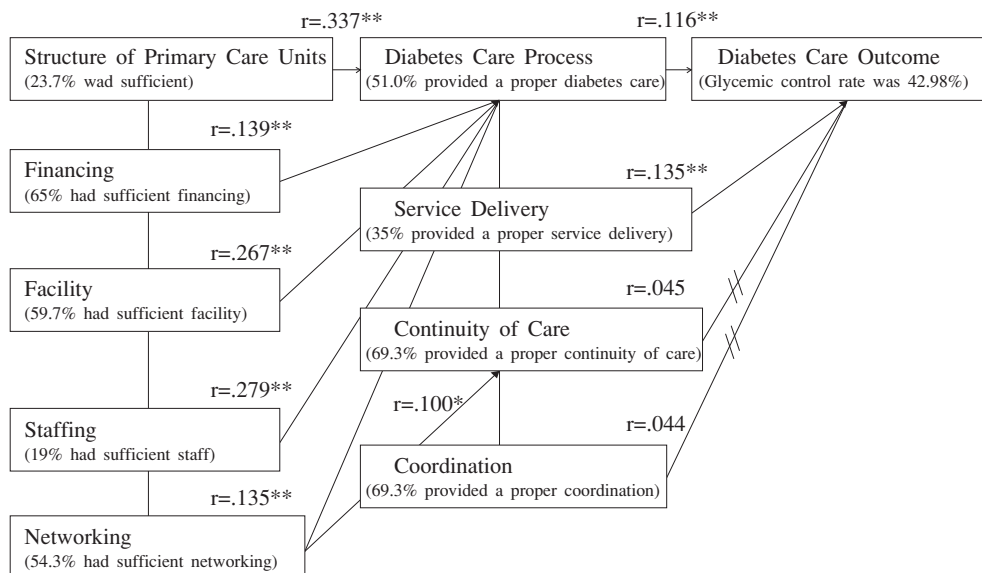 r=.337**
r=.116**
Structure of Primary Care Units
(23.7% wad sufficient)
Diabetes Care Process
(51.0% provided a proper diabetes care)
Diabetes Care Outcome
(Glycemic control rate was 42.98%)
r=.139**
Financing
(65% had sufficient financing)
r=.135**
Service Delivery
(35% provided a proper service delivery)
r=.267**
Facility
(59.7% had sufficient facility)
r=.045
Continuity of Care
(69.3% provided a proper continuity of care)
r=.279**
r=.100*
r=.044
Staffing
(19% had sufficient staff)
Coordination
(69.3% provided a proper coordination)
r=.135**
Networking
(54.3% had sufficient networking)